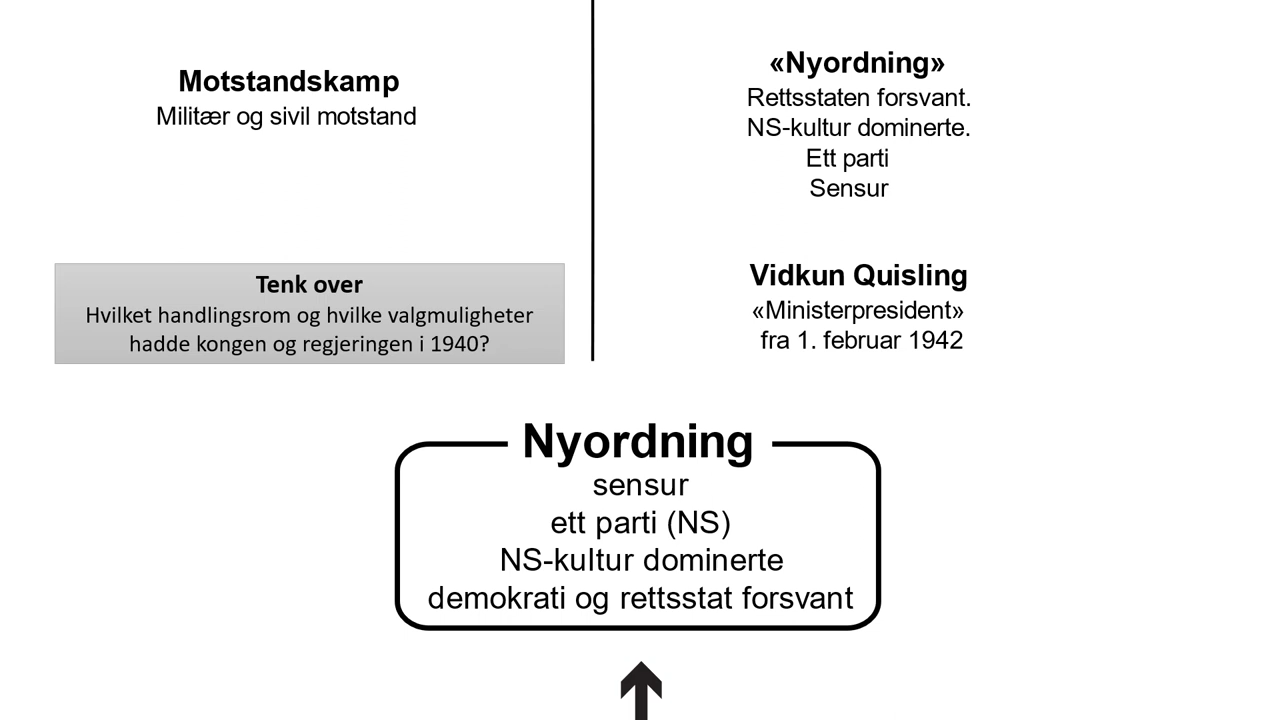 Motstandskamp
Militær og sivil motstand
«Nyordning»
Rettsstaten forsvant.
NS-kultur dominerte.
Ett parti
Sensur
Tenk over
Hvilket handlingsrom og hvilke valgmuligheter
hadde kongen og regjeringen i 1940?
Vidkun Quisling
«Ministerpresident»
fra 1. februar 1942
Nyordning
sensur
ett parti (NS)
NS-kultur dominerte
demokrati og rettsstat forsvant